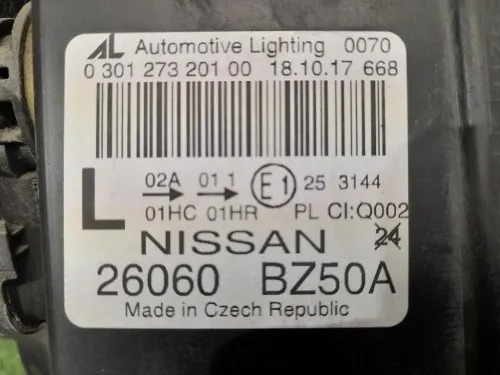 AL Automotive Lighting 0070
0 301 273 201 00 18.10.17 668
L 02A 01 1 E1 25 3144
01HC 01HR PL CI:Q002
NISSAN 24
26060 BZ50A
Made in Czech Republic